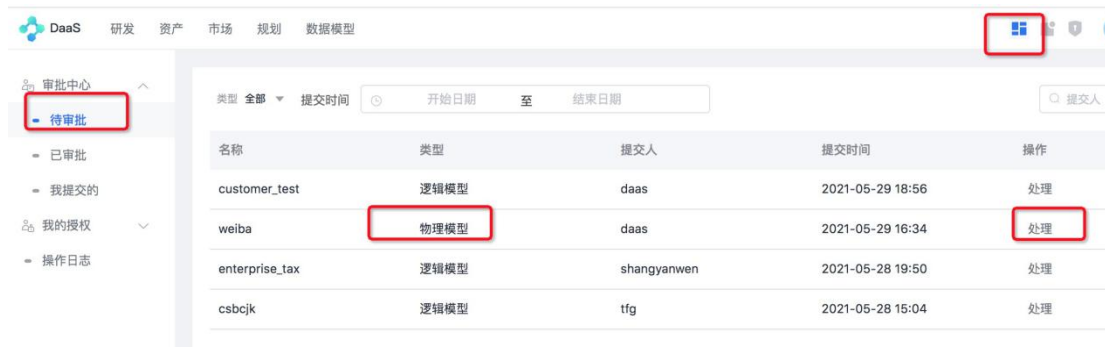 DaaS 研发 资产 市场 规划 数据模型
审批中心
待审批
已审批
我提交的
我的授权
操作日志
类型 全部 提交时间 开始日期 至 结束日期 提交人
名称 类型 提交人 提交时间 操作
customer_test 逻辑模型 daas 2021-05-29 18:56 处理
weiba 物理模型 daas 2021-05-29 16:34 处理
enterprise_tax 逻辑模型 shangyanwen 2021-05-28 19:50 处理
csbcjk 逻辑模型 tfg 2021-05-28 15:04 处理